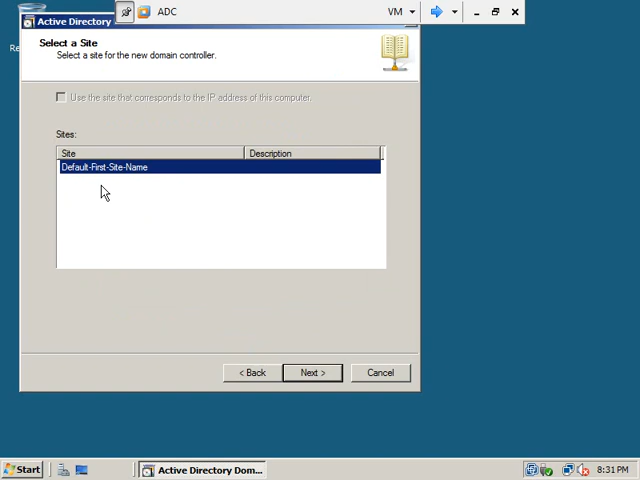 ADC
VM
Active Directory
Re
Select a Site
Select a site for the new domain controller.
Use the site that corresponds to the IP address of this computer.
Sites:
Site
Description
Default-First-Site-Name
< Back
Next >
Cancel
Start
Active Directory Dom...
8:31 PM